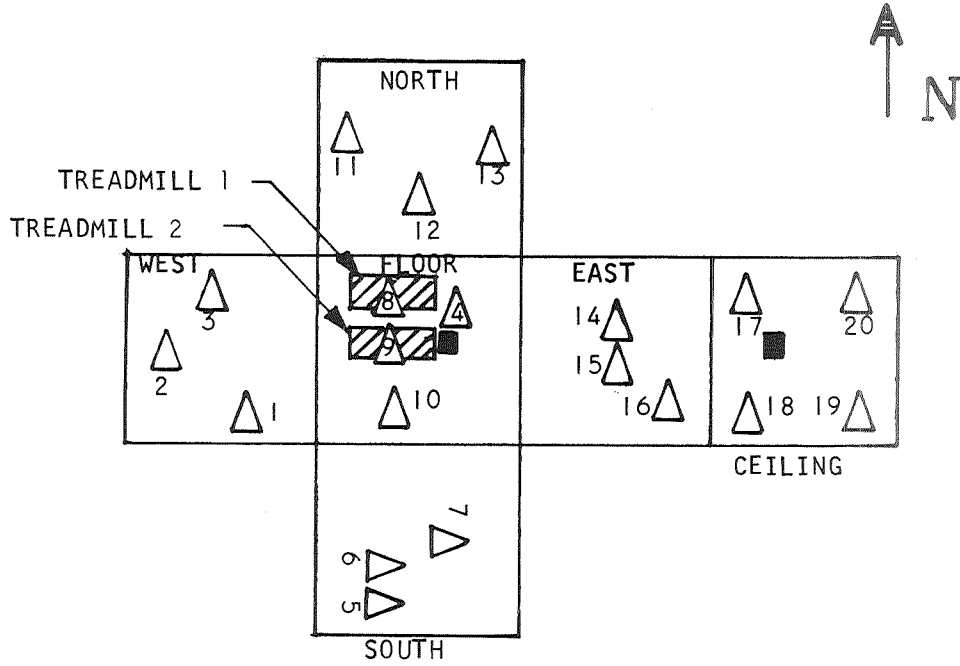 N
NORTH
11
13
TREADMILL 1
12
TREADMILL 2
WEST
FLOOR
EAST
3
8
4
14
17
20
2
9
15
1
10
16
18
19
CEILING
7
6
5
SOUTH